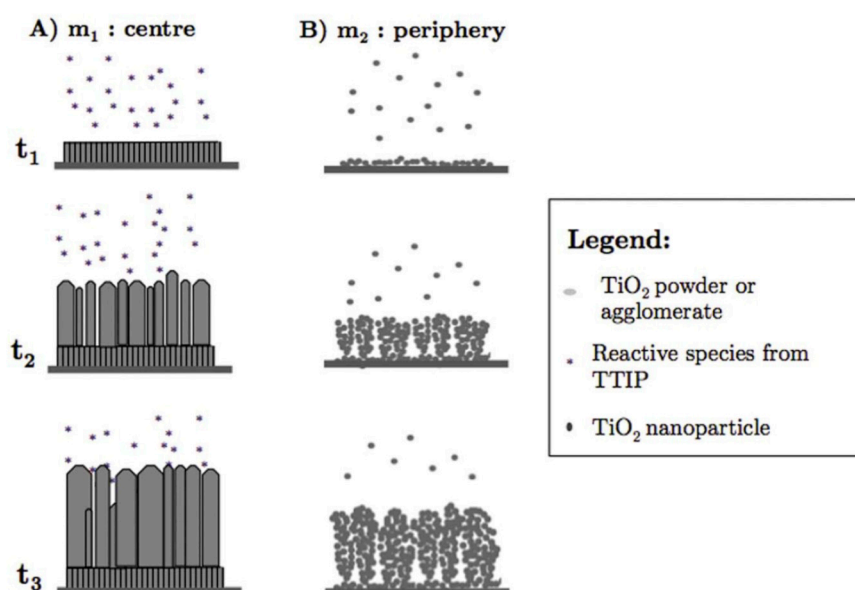 A) m₁ : centre
B) m₂ : periphery
t₁
t₂
t₃
Legend:
TiO₂ powder or
agglomerate
Reactive species from
TTIP
TiO₂ nanoparticle